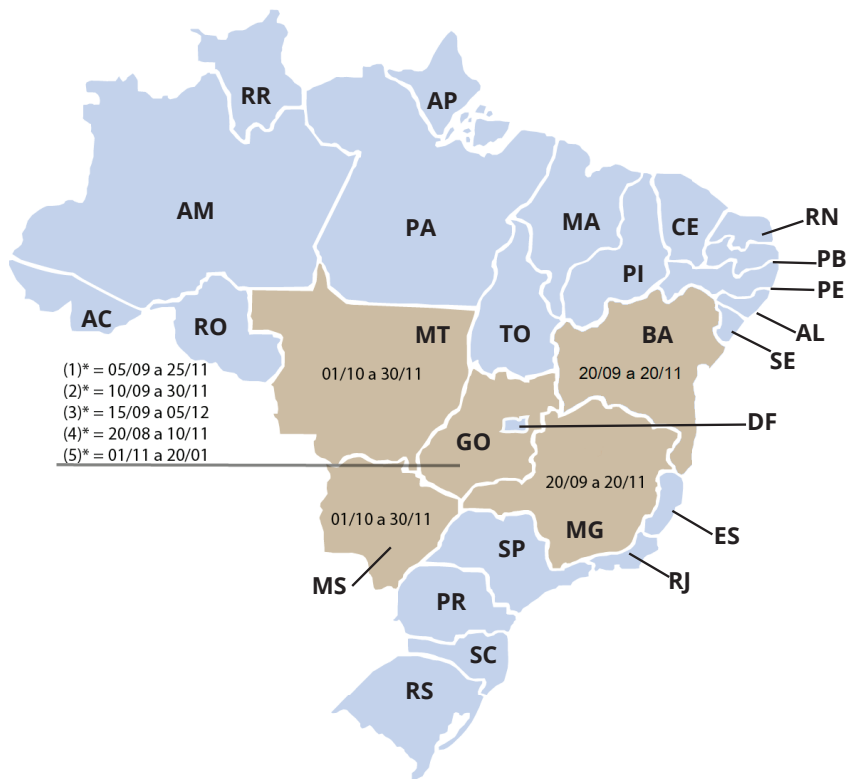 RR
AP
AM
PA
MA
CE
RN
PI
PB
PE
AC
RO
MT
TO
BA
AL
SE
(1)* = 05/09 a 25/11
(2)* = 10/09 a 30/11
(3)* = 15/09 a 05/12
(4)* = 20/08 a 10/11
(5)* = 01/11 a 20/01
01/10 a 30/11
20/09 a 20/11
DF
GO
20/09 a 20/11
01/10 a 30/11
MG
ES
SP
MS
RJ
PR
SC
RS